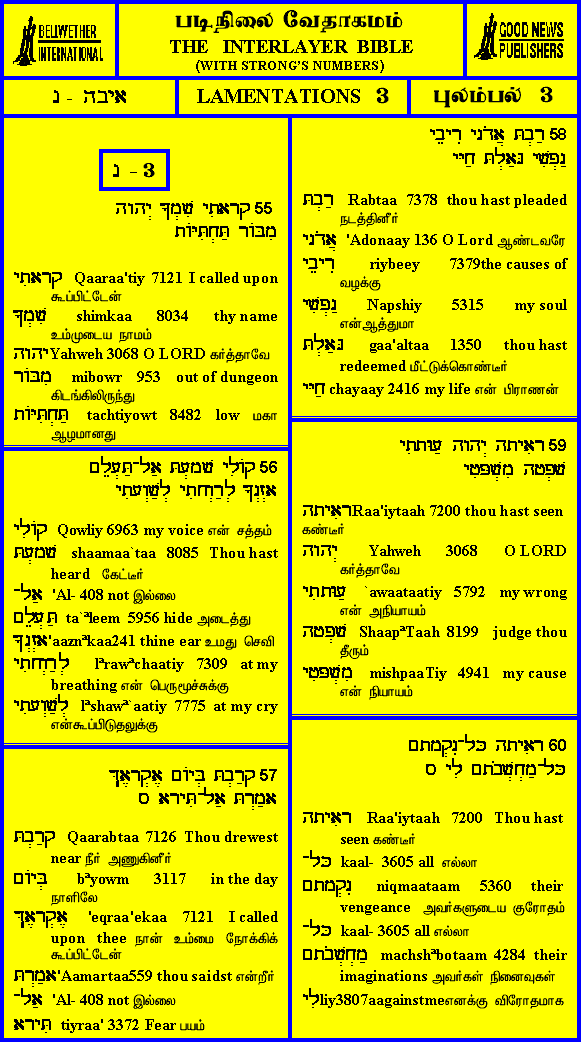 BELLWETHER
INTERNATIONAL
படிநிலை வேதாகமம்
THE INTERLAYER BIBLE
(WITH STRONG'S NUMBERS)
GOOD NEWS
PUBLISHERS
איכה - נ
LAMENTATIONS 3
புலம்பல் 3
נ - 3
55 קָרָאתִי שִׁמְךָ יְהוָה
מִבּוֹר תַּחְתִּיּוֹת
קָרָאתִי Qaaraa'tiy 7121 I called upon
கூப்பிட்டேன்
שִׁמְךָ shimkaa 8034 thy name
உம்முடைய நாமம்
יהוה Yahweh 3068 O LORD கர்த்தாவே
מִבּוֹר mibowr 953 out of dungeon
கிடங்கிலிருந்து
תַּחְתִּיּוֹת tachtiyowt 8482 low மகா
ஆழமானது
56 קוֹלִי שָׁמָעְתָּ אַל־תַּעְלֵם
אָזְנְךָ לְרַוְחָתִי לְשַׁוְעָתִי
קוֹלִי Qowliy 6963 my voice என் சத்தம்
שָׁמָעְתָּ shaamaa`taa 8085 Thou hast
heard கேட்டீர்
אַל־ 'Al- 408 not இல்லை
תַּעְלֵם ta`ªleem 5956 hide அடைத்து
אָזְנְךָ 'aaznªkaa241 thine ear உமது செவி
לְרַוְחָתִי lªrawªchaatiy 7309 at my
breathing என் பெருமூச்சுக்கு
לְשַׁוְעָתִי lªshawª`aatiy 7775 at my cry
என்கூப்பிடுதலுக்கு
57 קָרַבְתָּ בְּיוֹם אֶקְרָאֶךָּ
אָמַרְתָּ אַל־תִּירָא ס
קָרַבְתָּ Qaarabtaa 7126 Thou drewest
near நீர் அணுகினீர்
בְּיוֹם bªyowm 3117 in the day
நாளிலே
אֶקְרָאֶךָּ 'eqraa'ekaa 7121 I called
upon thee நான் உம்மை நோக்கிக்
கூப்பிட்டேன்
אָמַרְתָּ 'Aamartaa559 thou saidst என்றீர்
אַל־ 'Al- 408 not இல்லை
תִּירָא tiyraa' 3372 Fear பயம்
58 רַבְתָּ אֲדֹנָי רִיבֵי
נַפְשִׁי גָּאַלְתָּ חַיָּי
רַבְתָּ Rabtaa 7378 thou hast pleaded
நடத்தினீர்
אֲדֹנָי 'Adonaay 136 O Lord ஆண்டவரே
רִיבֵי riybeey 7379the causes of
வழக்கு
נַפְשִׁי Napshiy 5315 my soul
என்ஆத்துமா
גָּאַלְתָּ gaa'altaa 1350 thou hast
redeemed மீட்டுக்கொண்டீர்
חַיָּי chayaay 2416 my life என் பிராணன்
59 רָאִיתָה יְהוָה עַוָּתָתִי
שָׁפְטָה מִשְׁפָּטִי
רָאִיתָה Raa'iytaah 7200 thou hast seen
கண்டீர்
יְהוָה Yahweh 3068 O LORD
கர்த்தாவே
עַוָּתָתִי `awaataatiy 5792 my wrong
என் அநியாயம்
שָׁפְטָה ShaapªTaah 8199 judge thou
தீரும்
מִשְׁפָּטִי mishpaaTiy 4941 my cause
என் நியாயம்
60 רָאִיתָה כָּל־נִקְמָתָם
כָּל־מַחְשְׁבֹתָם לִי ס
רָאִיתָה Raa'iytaah 7200 Thou hast
seen கண்டீர்
כָּל־ kaal- 3605 all எல்லா
נִקְמָתָם niqmaataam 5360 their
vengeance அவர்களுடைய குரோதம்
כָּל־ kaal- 3605 all எல்லா
מַחְשְׁבֹתָם machshªbotaam 4284 their
imaginations அவர்கள் நினைவுகள்
לִי liy3807aagainstmeஎனக்கு விரோதமாக